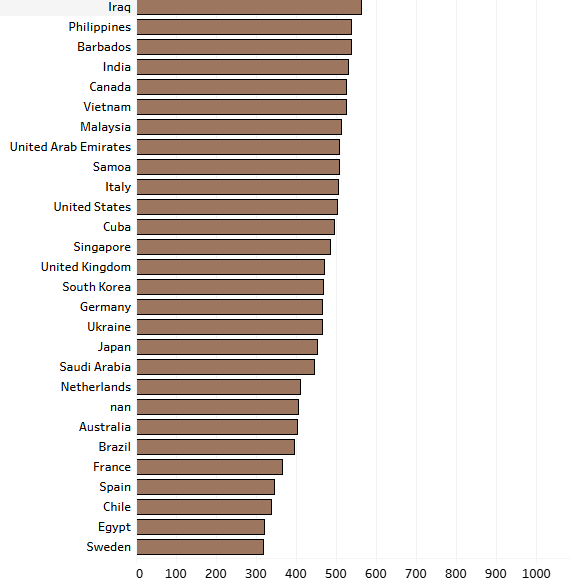 Iraq
Philippines
Barbados
India
Canada
Vietnam
Malaysia
United Arab Emirates
Samoa
Italy
United States
Cuba
Singapore
United Kingdom
South Korea
Germany
Ukraine
Japan
Saudi Arabia
Netherlands
nan
Australia
Brazil
France
Spain
Chile
Egypt
Sweden
0 100 200 300 400 500 600 700 800 900 1000